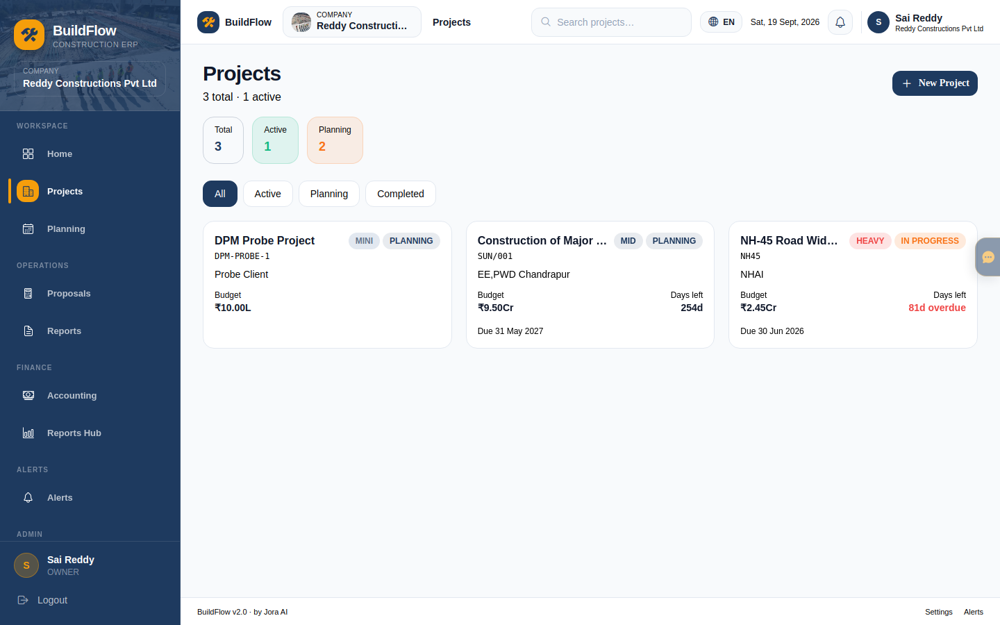 BuildFlow
CONSTRUCTION ERP
COMPANY
Reddy Constructions Pvt Ltd
WORKSPACE
Home
Projects
Planning
OPERATIONS
Proposals
Reports
FINANCE
Accounting
Reports Hub
ALERTS
Alerts
ADMIN
S
Sai Reddy
OWNER
Logout
BuildFlow
COMPANY
Reddy Constructi...
Projects
Search projects...
EN
Sat, 19 Sept, 2026
S
Sai Reddy
Reddy Constructions Pvt Ltd
Projects
3 total · 1 active
New Project
Total
3
Active
1
Planning
2
All
Active
Planning
Completed
DPM Probe Project
MINI
PLANNING
DPM-PROBE-1
Probe Client
Budget
₹10.00L
Construction of Major ...
MID
PLANNING
SUN/001
EE,PWD Chandrapur
Budget
Days left
₹9.50Cr
254d
Due 31 May 2027
NH-45 Road Wid...
HEAVY
IN PROGRESS
NH45
NHAI
Budget
Days left
₹2.45Cr
81d overdue
Due 30 Jun 2026
BuildFlow v2.0 · by Jora AI
Settings
Alerts